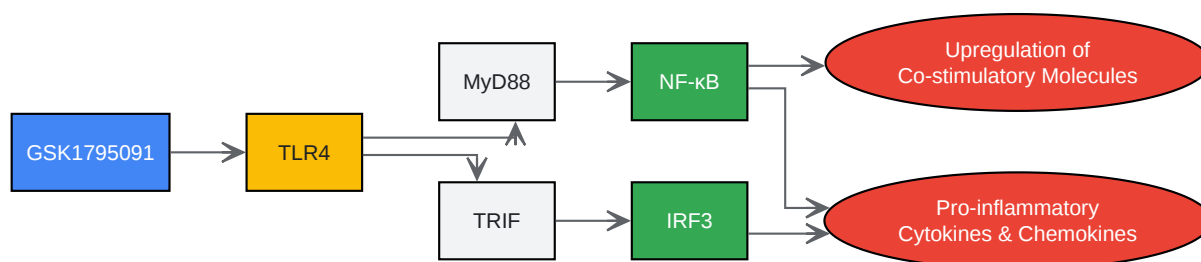 GSK1795091
TLR4
MyD88
TRIF
NF-κB
IRF3
Upregulation of
Co-stimulatory Molecules
Pro-inflammatory
Cytokines & Chemokines